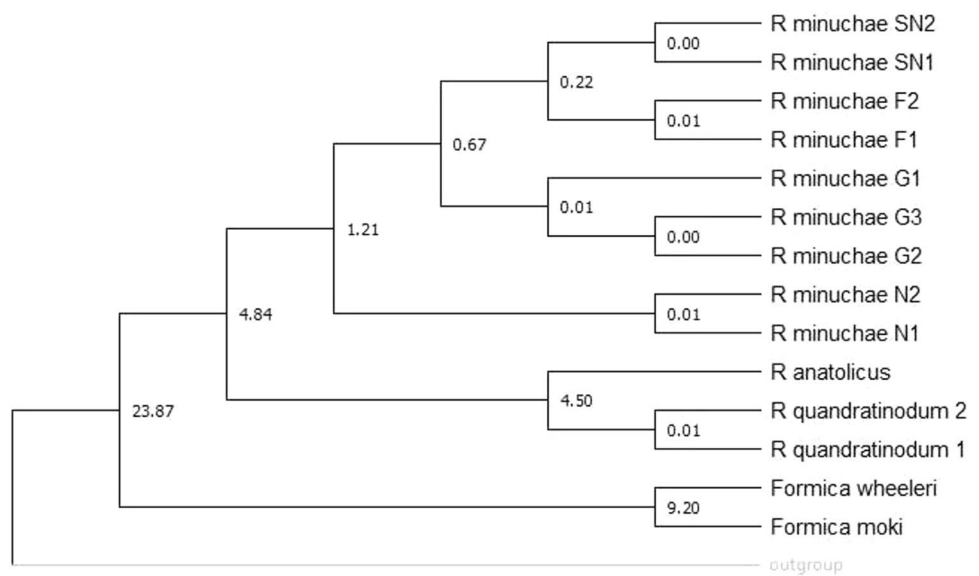 R minuchae SN2
0.00
R minuchae SN1
0.22
R minuchae F2
0.01
R minuchae F1
0.67
R minuchae G1
0.01
R minuchae G3
0.00
R minuchae G2
1.21
R minuchae N2
0.01
R minuchae N1
4.84
R anatolicus
4.50
R quandratinodum 2
0.01
R quandratinodum 1
23.87
Formica wheeleri
9.20
Formica moki
outgroup